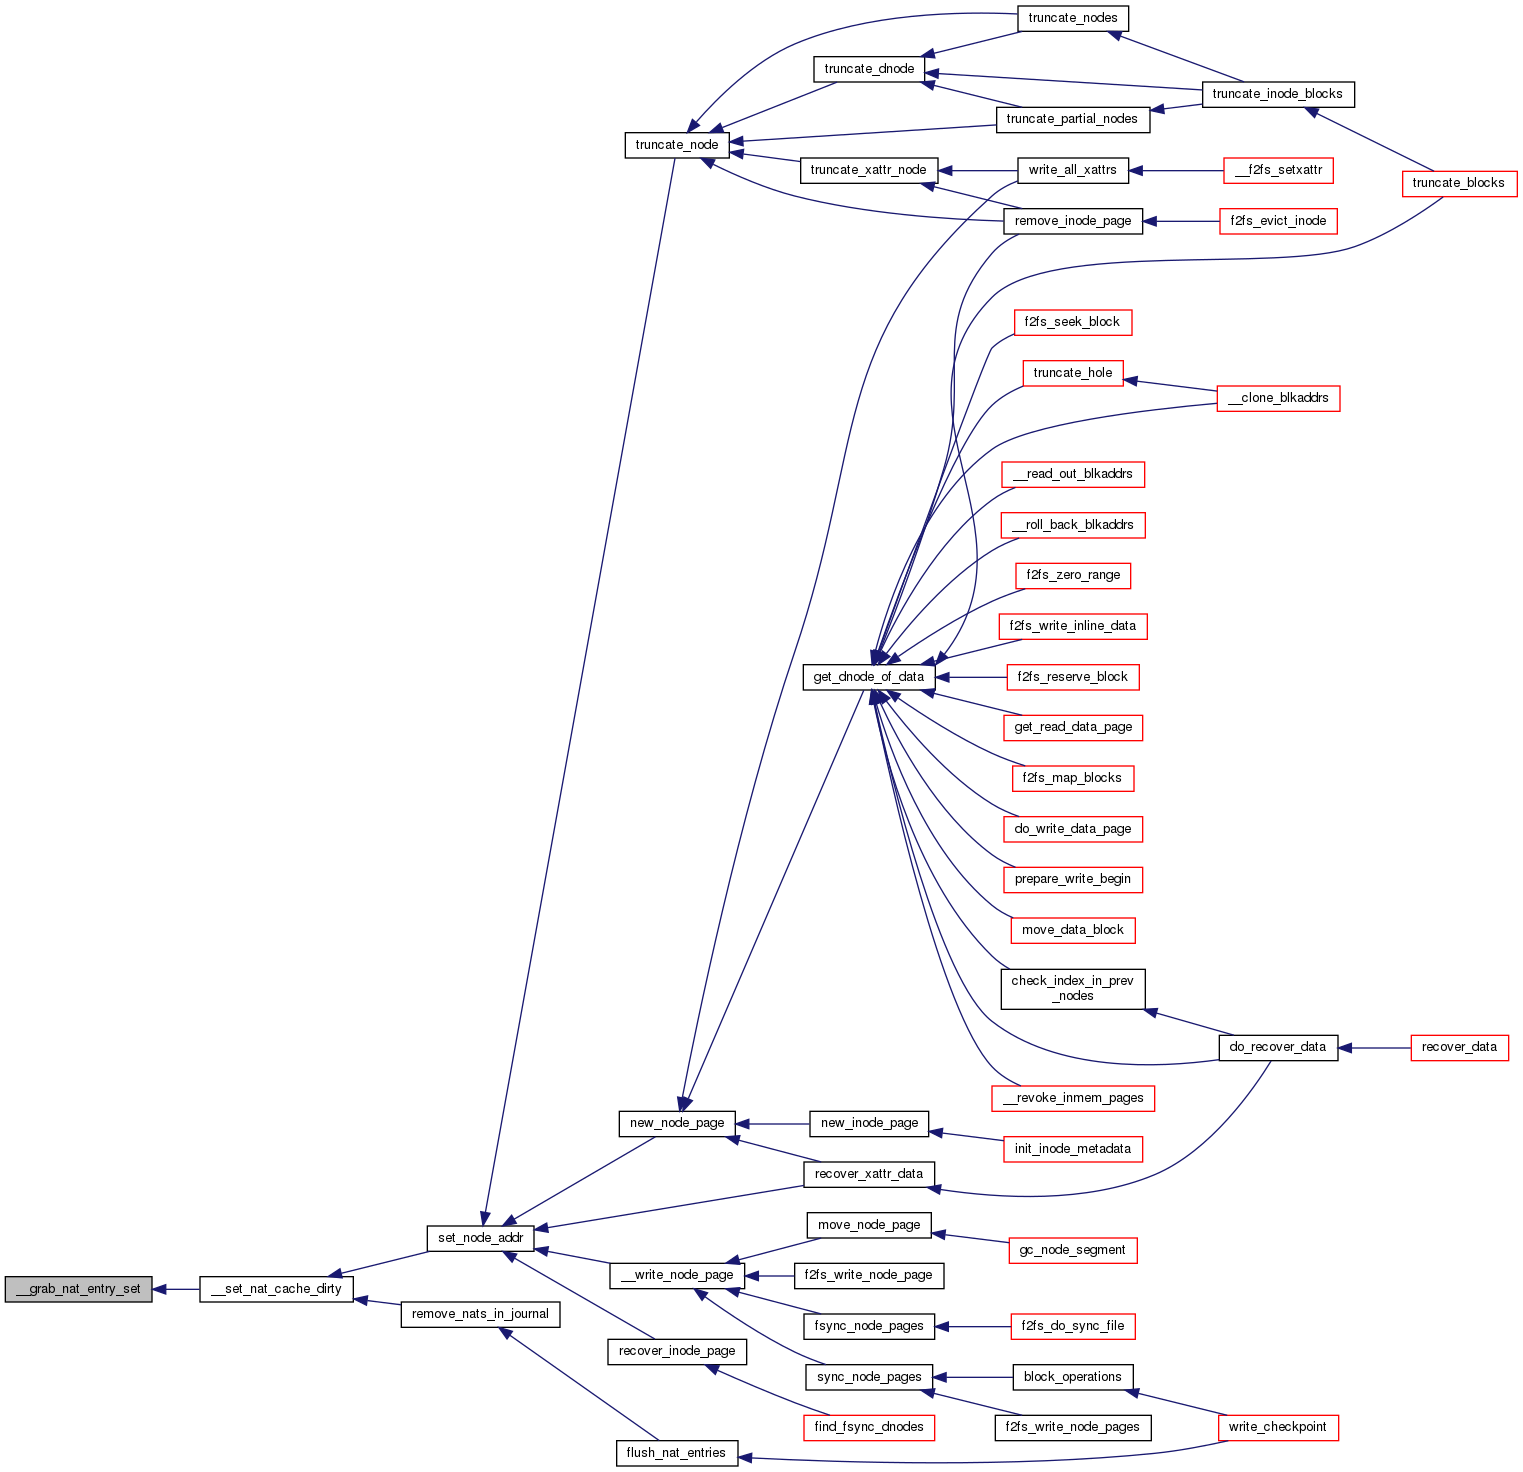 truncate_nodes
truncate_dnode
truncate_inode_blocks
truncate_partial_nodes
truncate_node
truncate_xattr_node
write_all_xattrs
__f2fs_setxattr
truncate_blocks
remove_inode_page
f2fs_evict_inode
f2fs_seek_block
truncate_hole
__clone_blkaddrs
__read_out_blkaddrs
__roll_back_blkaddrs
f2fs_zero_range
f2fs_write_inline_data
get_dnode_of_data
f2fs_reserve_block
get_read_data_page
f2fs_map_blocks
do_write_data_page
prepare_write_begin
move_data_block
check_index_in_prev
_nodes
do_recover_data
recover_data
__revoke_inmem_pages
new_node_page
new_inode_page
init_inode_metadata
recover_xattr_data
move_node_page
set_node_addr
gc_node_segment
__write_node_page
f2fs_write_node_page
__grab_nat_entry_set
__set_nat_cache_dirty
remove_nats_in_journal
fsync_node_pages
f2fs_do_sync_file
recover_inode_page
sync_node_pages
block_operations
find_fsync_dnodes
f2fs_write_node_pages
write_checkpoint
flush_nat_entries